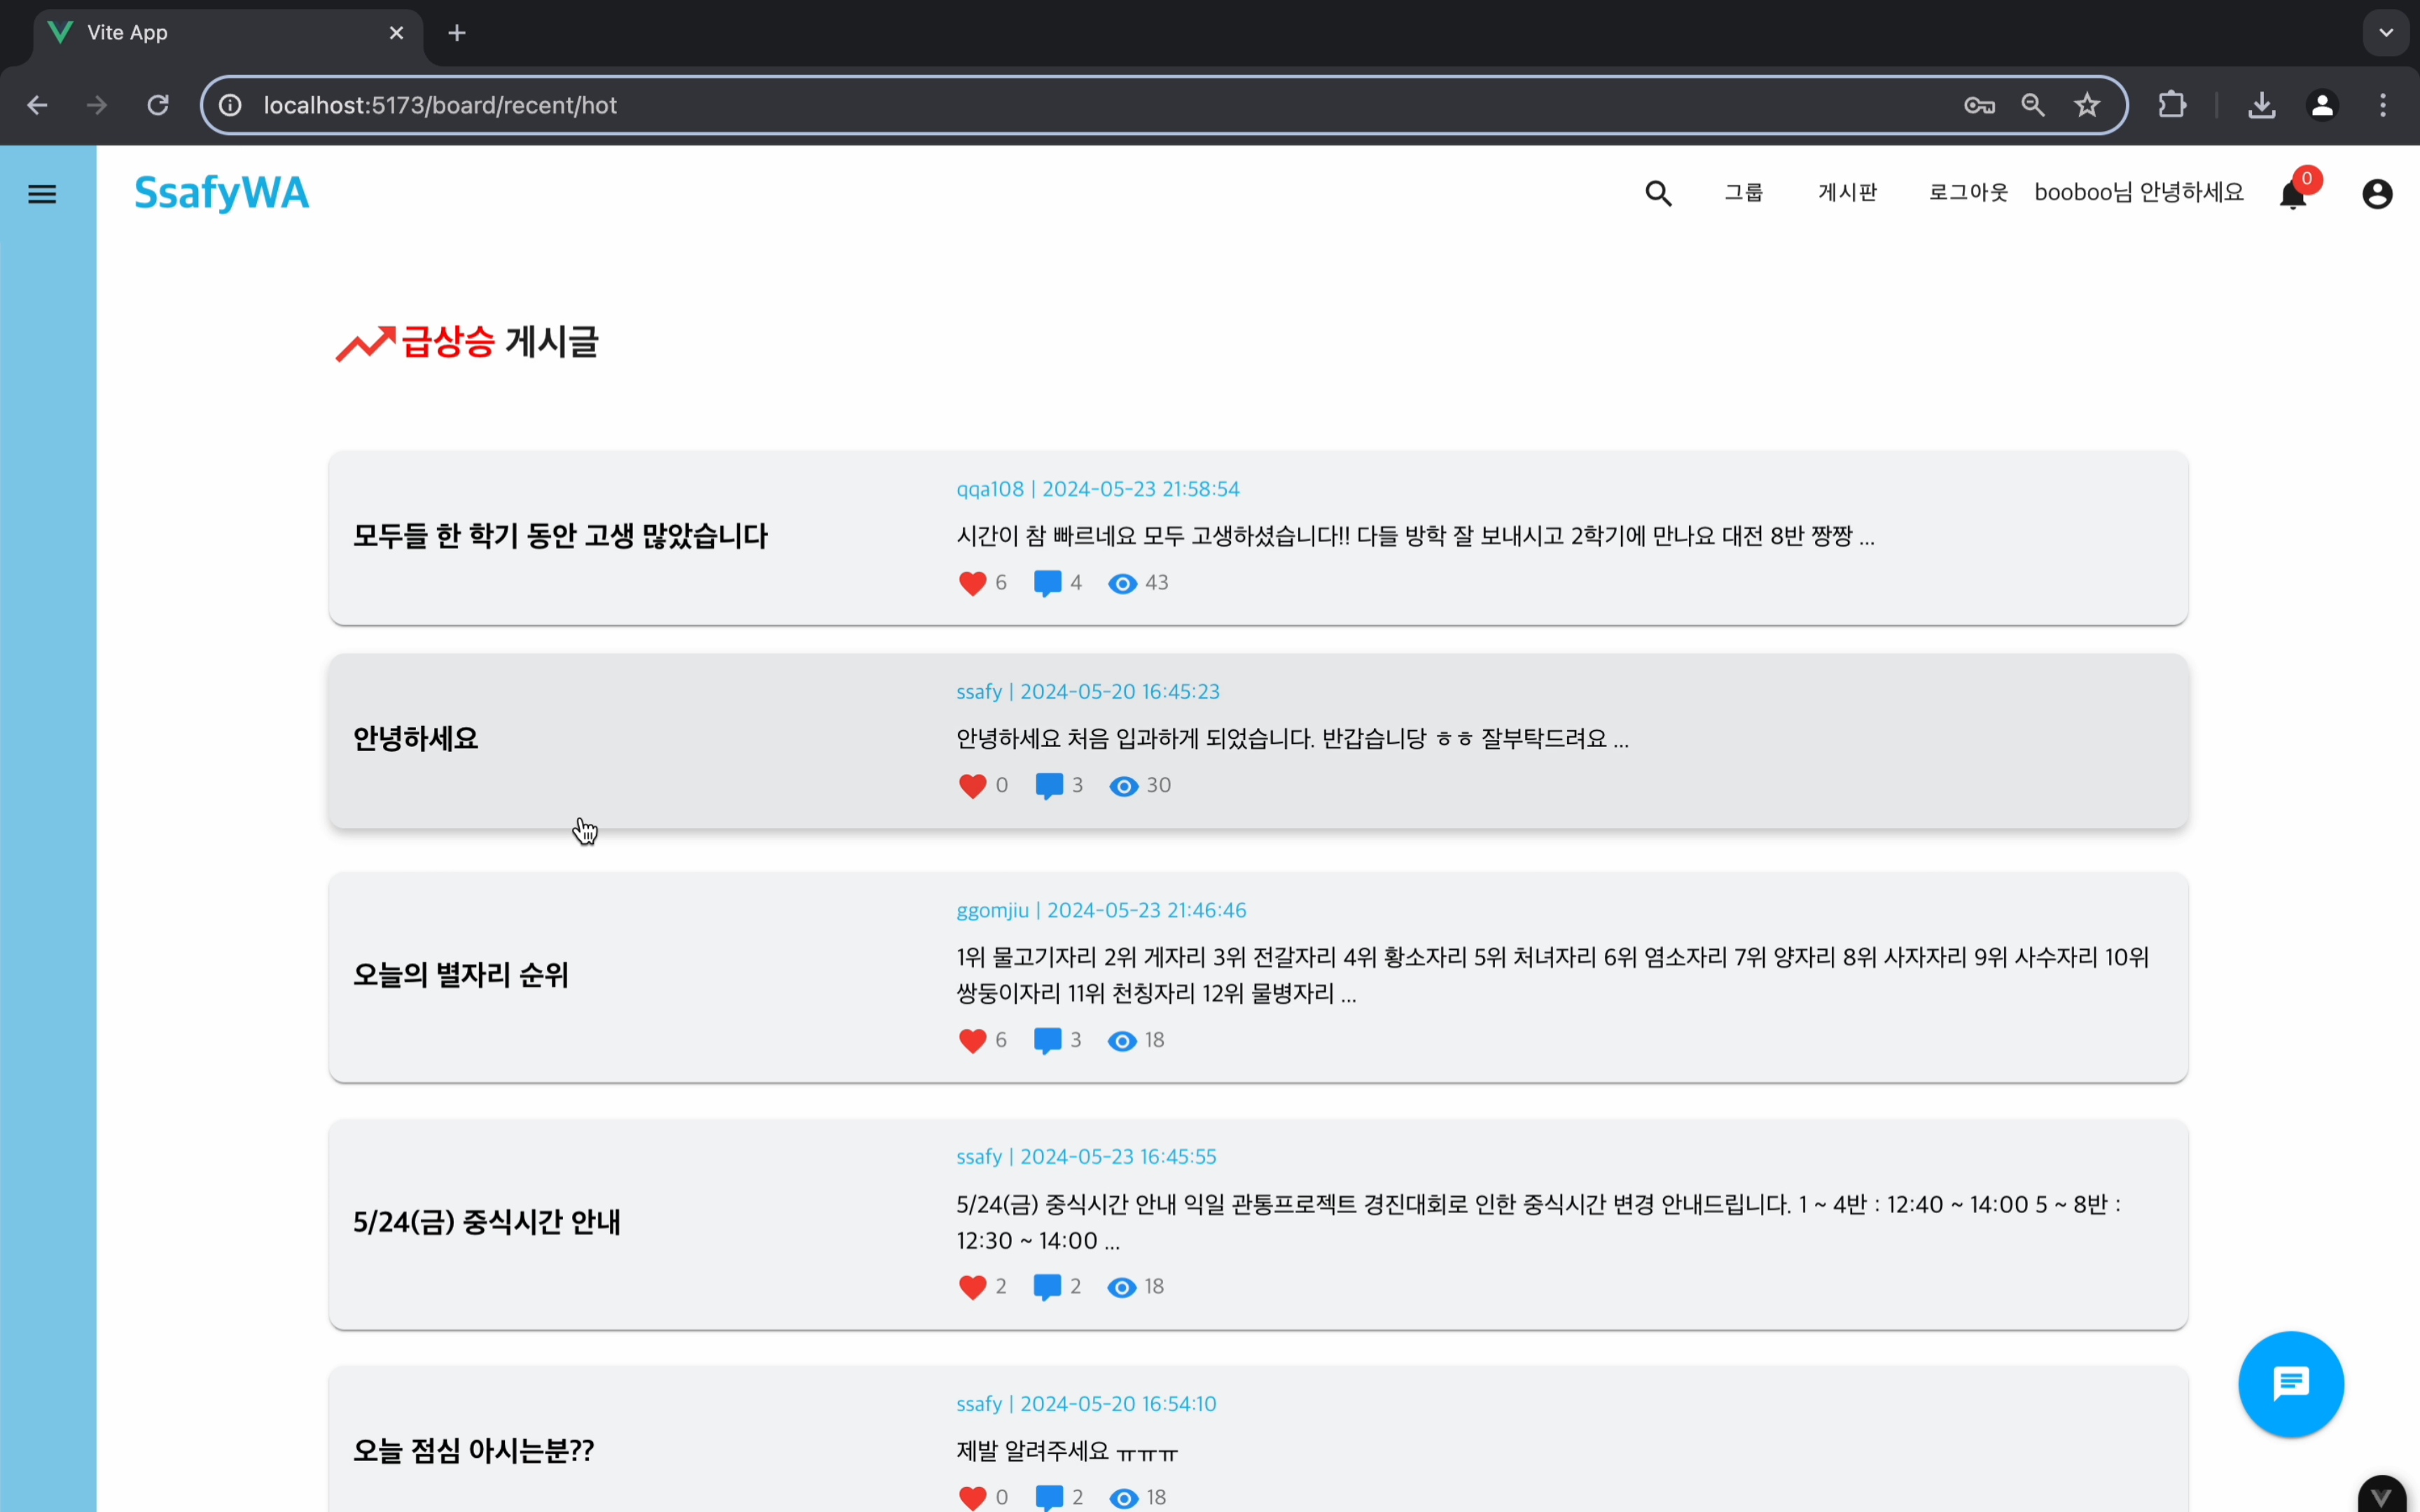 Vite App
localhost:5173/board/recent/hot
SsafyWA
그룹
게시판
로그아웃
booboo님 안녕하세요
0
급상승 게시글
모두들 한 학기 동안 고생 많았습니다
qqa108 | 2024-05-23 21:58:54
시간이 참 빠르네요 모두 고생하셨습니다!! 다들 방학 잘 보내시고 2학기에 만나요 대전 8반 짱짱 ...
6 4 43
안녕하세요
ssafy | 2024-05-20 16:45:23
안녕하세요 처음 입과하게 되었습니다. 반갑습니당 ㅎㅎ 잘부탁드려요 ...
0 3 30
오늘의 별자리 순위
ggomjiu | 2024-05-23 21:46:46
1위 물고기자리 2위 게자리 3위 전갈자리 4위 황소자리 5위 처녀자리 6위 염소자리 7위 양자리 8위 사자자리 9위 사수자리 10위
쌍둥이자리 11위 천칭자리 12위 물병자리 ...
6 3 18
5/24(금) 중식시간 안내
ssafy | 2024-05-23 16:45:55
5/24(금) 중식시간 안내 익일 관통프로젝트 경진대회로 인한 중식시간 변경 안내드립니다. 1 ~ 4반 : 12:40 ~ 14:00 5 ~ 8반 :
12:30 ~ 14:00 ...
2 2 18
오늘 점심 아시는분??
ssafy | 2024-05-20 16:54:10
제발 알려주세요 ㅠㅠㅠ
0 2 18